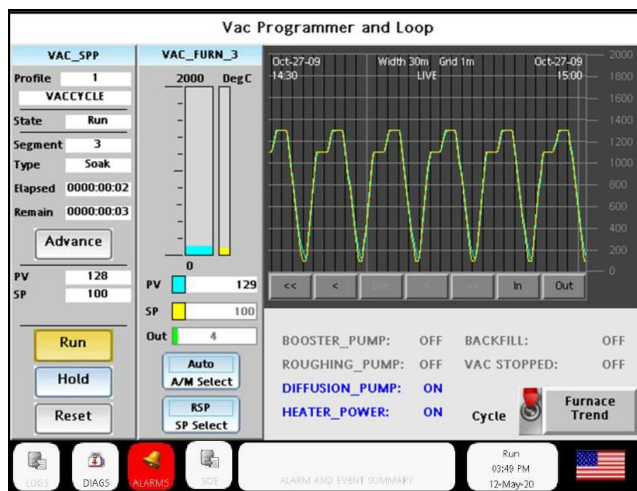 Vac Programmer and Loop
VAC_SPP
Profile 1
VACCYCLE
State Run
Segment 3
Type Soak
Elapsed 0000:00:02
Remain 0000:00:03
Advance
PV 128
SP 100
Run
Hold
Reset
VAC_FURN_3
2000 DegC
0
PV 129
SP 100
Out 4
Auto
A/M Select
RSP
SP Select
Oct-27-09 Width 30m Grid 1m Oct-27-09
14:30 LIVE 15:00
2000
1800
1600
1400
1200
1000
800
600
400
200
0
<< < Live > >> In Out
BOOSTER_PUMP: OFF BACKFILL: OFF
ROUGHING_PUMP: OFF VAC STOPPED: OFF
DIFFUSION_PUMP: ON
HEATER_POWER: ON
Cycle
Furnace
Trend
LOGS
DIAGS
ALARMS
SOE
ALARM AND EVENT SUMMARY
Run
03:49 PM
12-May-20